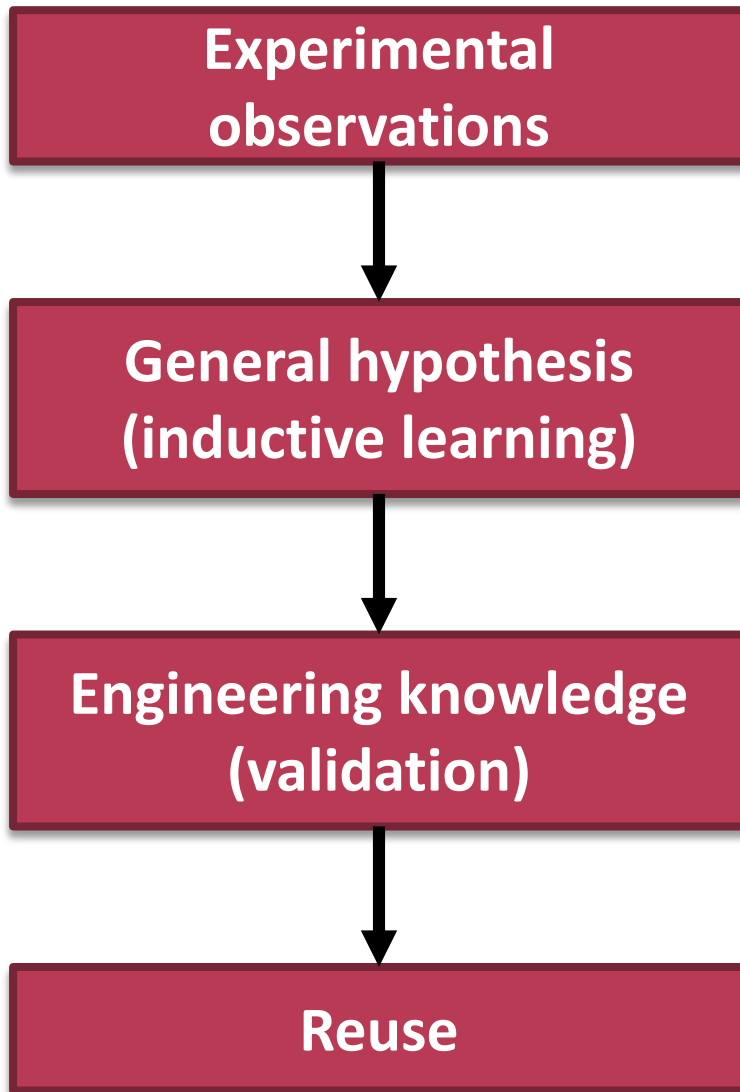 Experimental
observations
General hypothesis
(inductive learning)
Engineering knowledge
(validation)
Reuse